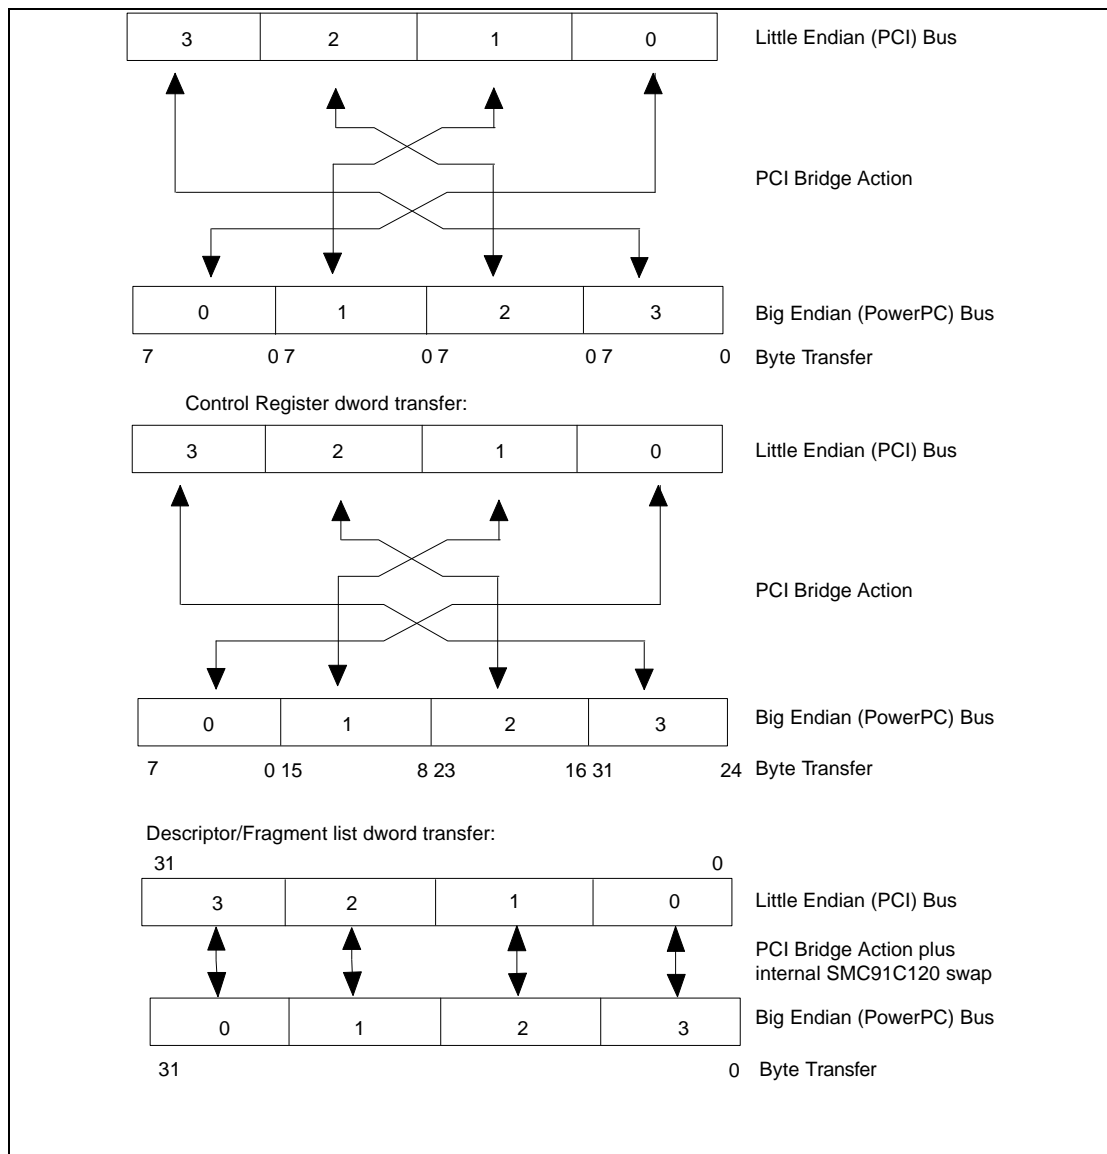 3 2 1 0 Little Endian (PCI) Bus
PCI Bridge Action
0 1 2 3 Big Endian (PowerPC) Bus
7 0 7 0 7 0 7 0 Byte Transfer
Control Register dword transfer:
3 2 1 0 Little Endian (PCI) Bus
PCI Bridge Action
0 1 2 3 Big Endian (PowerPC) Bus
7 0 15 8 23 16 31 24 Byte Transfer
Descriptor/Fragment list dword transfer:
31 0
3 2 1 0 Little Endian (PCI) Bus
PCI Bridge Action plus
internal SMC91C120 swap
0 1 2 3 Big Endian (PowerPC) Bus
31 0 Byte Transfer